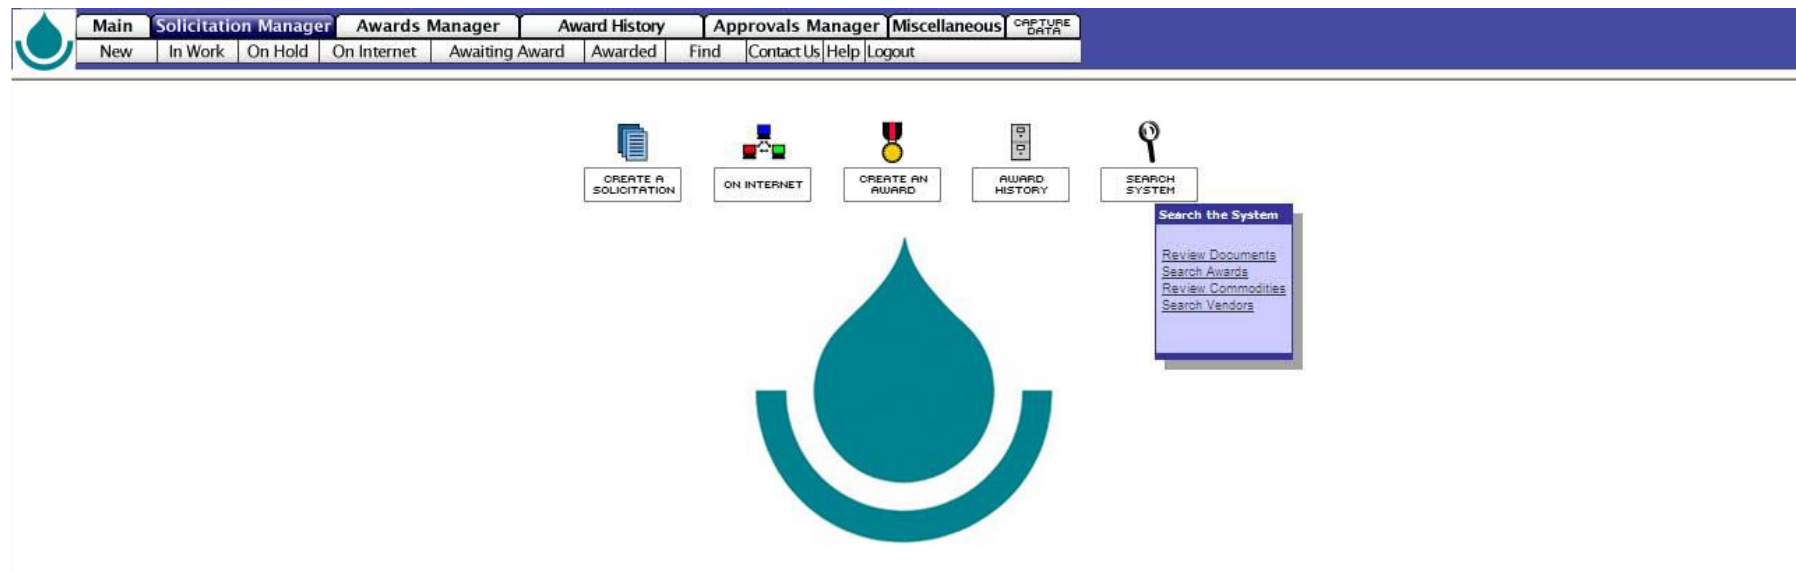 Main Solicitation Manager Awards Manager Award History Approvals Manager Miscellaneous CAPTURE DATA
New In Work On Hold On Internet Awaiting Award Awarded Find Contact Us Help Logout
CREATE A SOLICITATION
ON INTERNET
CREATE AN AWARD
AWARD HISTORY
SEARCH SYSTEM
Search the System
Review Documents
Search Awards
Review Commodities
Search Vendors